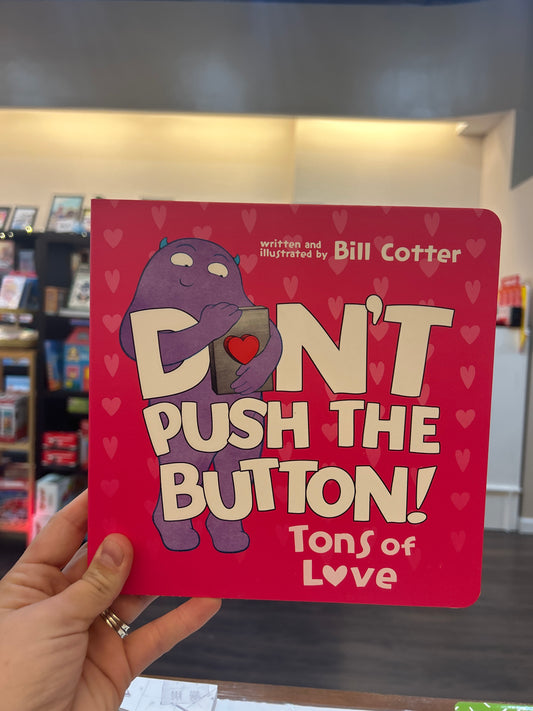 written and
illustrated by Bill Cotter
DON'T
PUSH THE
BUTTON!
Tons of
Love